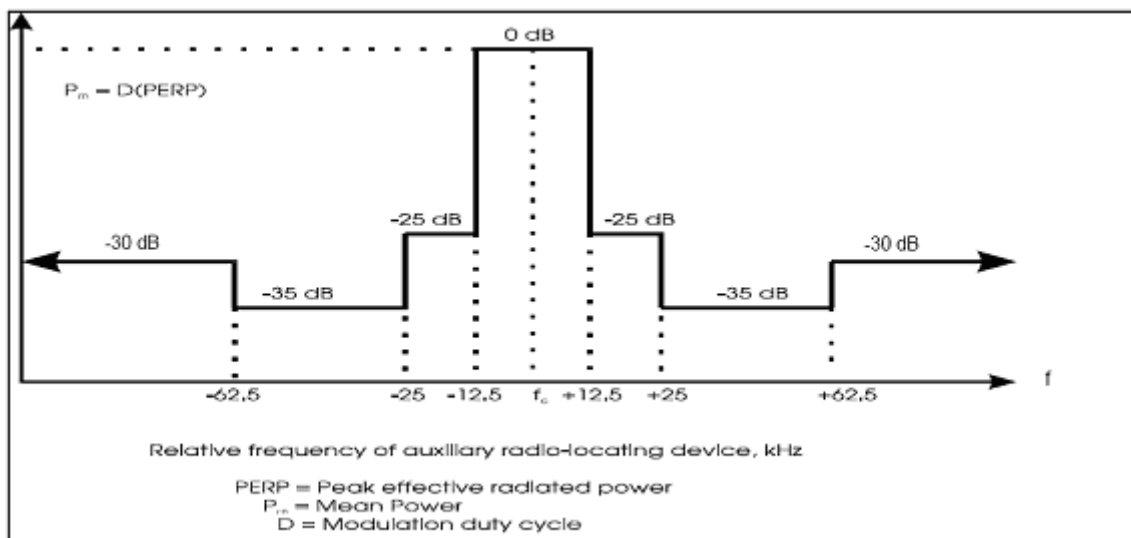 0 dB
Pm = D(PERP)
-25 dB
-25 dB
-30 dB
-30 dB
-35 dB
-35 dB
f
-62.5
-25
-12.5
fc
+12.5
+25
+62.5
Relative frequency of auxiliary radio-locating device, kHz
PERP = Peak effective radiated power
Pm = Mean Power
D = Modulation duty cycle